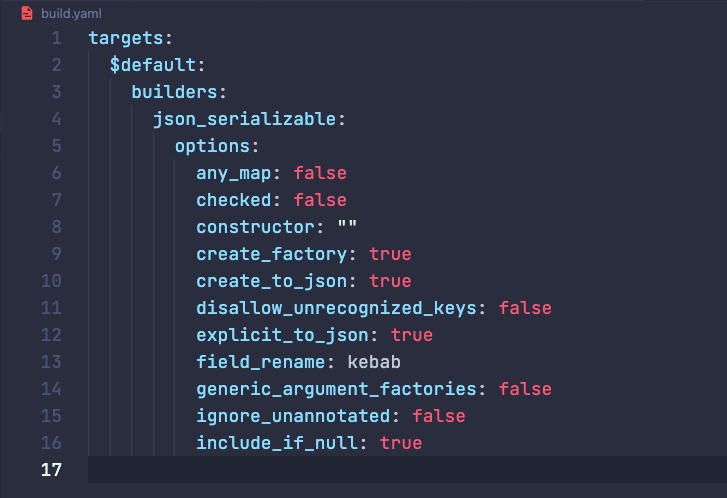 build.yaml
1 targets:
2   $default:
3     builders:
4       json_serializable:
5         options:
6           any_map: false
7           checked: false
8           constructor: ""
9           create_factory: true
10           create_to_json: true
11           disallow_unrecognized_keys: false
12           explicit_to_json: true
13           field_rename: kebab
14           generic_argument_factories: false
15           ignore_unannotated: false
16           include_if_null: true
17